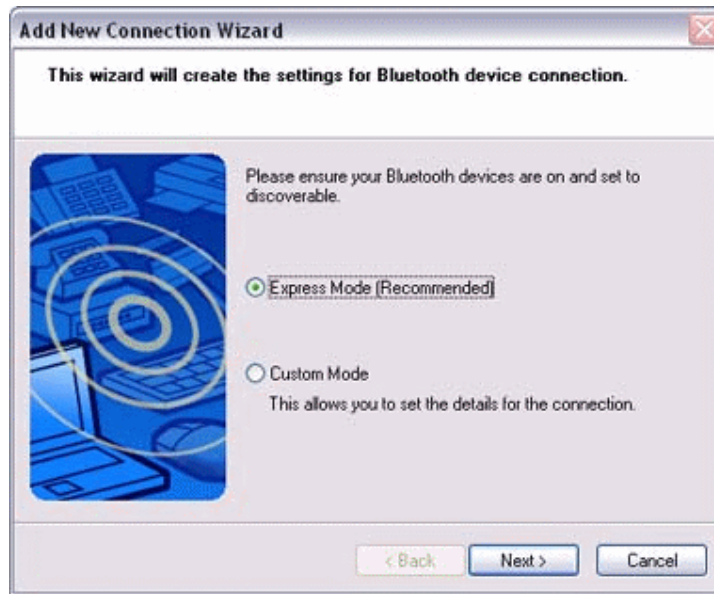 Add New Connection Wizard
This wizard will create the settings for Bluetooth device connection.
Please ensure your Bluetooth devices are on and set to
discoverable.
Express Mode (Recommended)
Custom Mode
This allows you to set the details for the connection.
< Back
Next >
Cancel